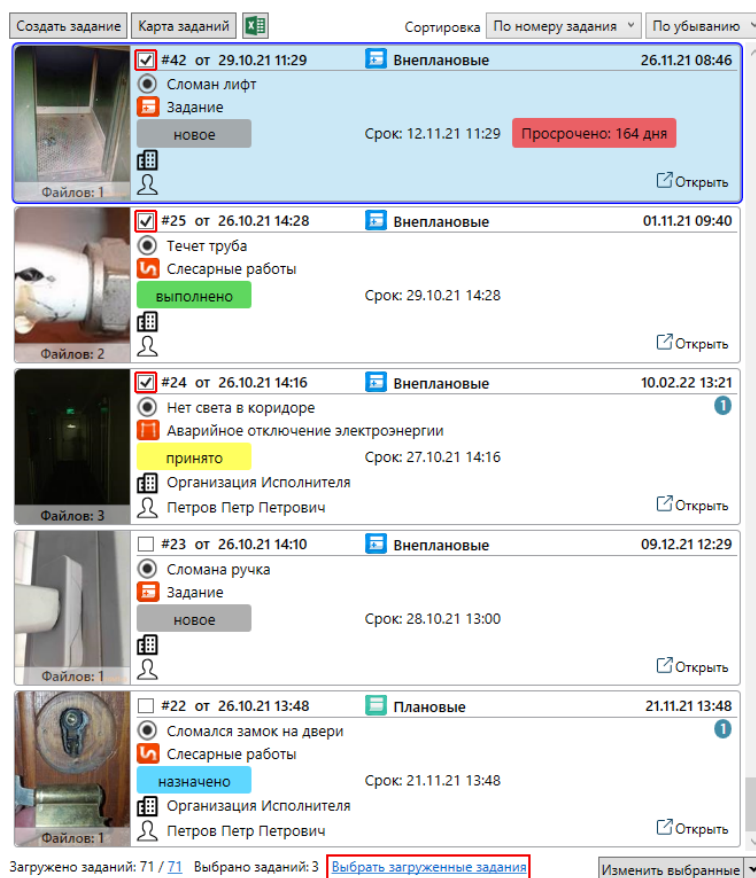 Создать задание Карта заданий Сортировка По номеру задания По убыванию
#42 от 29.10.21 11:29 Внеплановые 26.11.21 08:46
Сломан лифт
Задание
новое Срок: 12.11.21 11:29 Просрочено: 164 дня
Файлов: 1 Открыть
#25 от 26.10.21 14:28 Внеплановые 01.11.21 09:40
Течет труба
Слесарные работы
выполнено Срок: 29.10.21 14:28
Файлов: 2 Открыть
#24 от 26.10.21 14:16 Внеплановые 10.02.22 13:21
Нет света в коридоре 1
Аварийное отключение электроэнергии
принято Срок: 27.10.21 14:16
Организация Исполнителя
Файлов: 3 Петров Петр Петрович Открыть
#23 от 26.10.21 14:10 Внеплановые 09.12.21 12:29
Сломана ручка
Задание
новое Срок: 28.10.21 13:00
Файлов: 1 Открыть
#22 от 26.10.21 13:48 Плановые 21.11.21 13:48
Сломался замок на двери 1
Слесарные работы
назначено Срок: 21.11.21 13:48
Организация Исполнителя
Файлов: 1 Петров Петр Петрович Открыть
Загружено заданий: 71 / 71 Выбрано заданий: 3 Выбрать загруженные задания Изменить выбранные